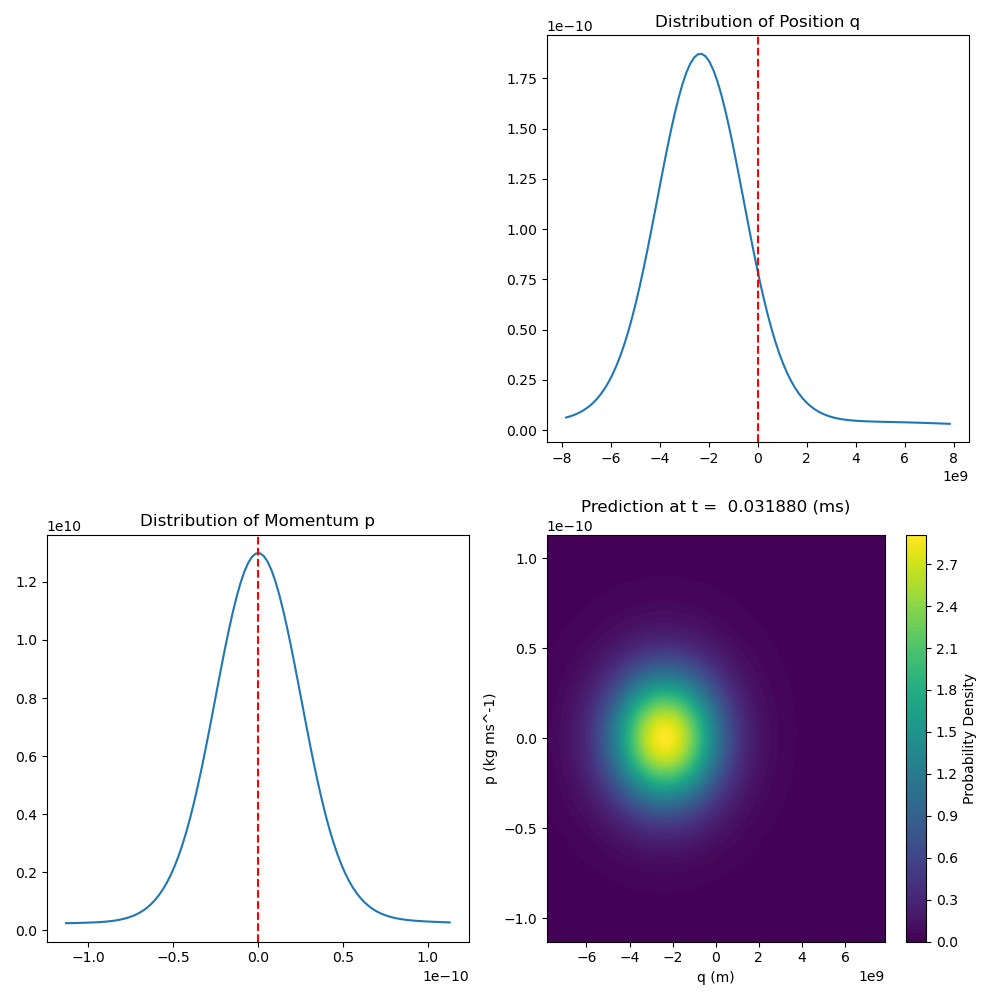 Distribution of Position q
1e−10
1.75
1.50
1.25
1.00
0.75
0.50
0.25
0.00
−8 −6 −4 −2 0 2 4 6 8
1e9
Distribution of Momentum p
1e10
1.2
1.0
0.8
0.6
0.4
0.2
0.0
−1.0 −0.5 0.0 0.5 1.0
1e−10
Prediction at t =  0.031880 (ms)
1e−10
1.0
0.5
0.0
−0.5
−1.0
p (kg ms^-1)
−6 −4 −2 0 2 4 6
1e9
q (m)
2.7
2.4
2.1
1.8
1.5
1.2
0.9
0.6
0.3
0.0
Probability Density